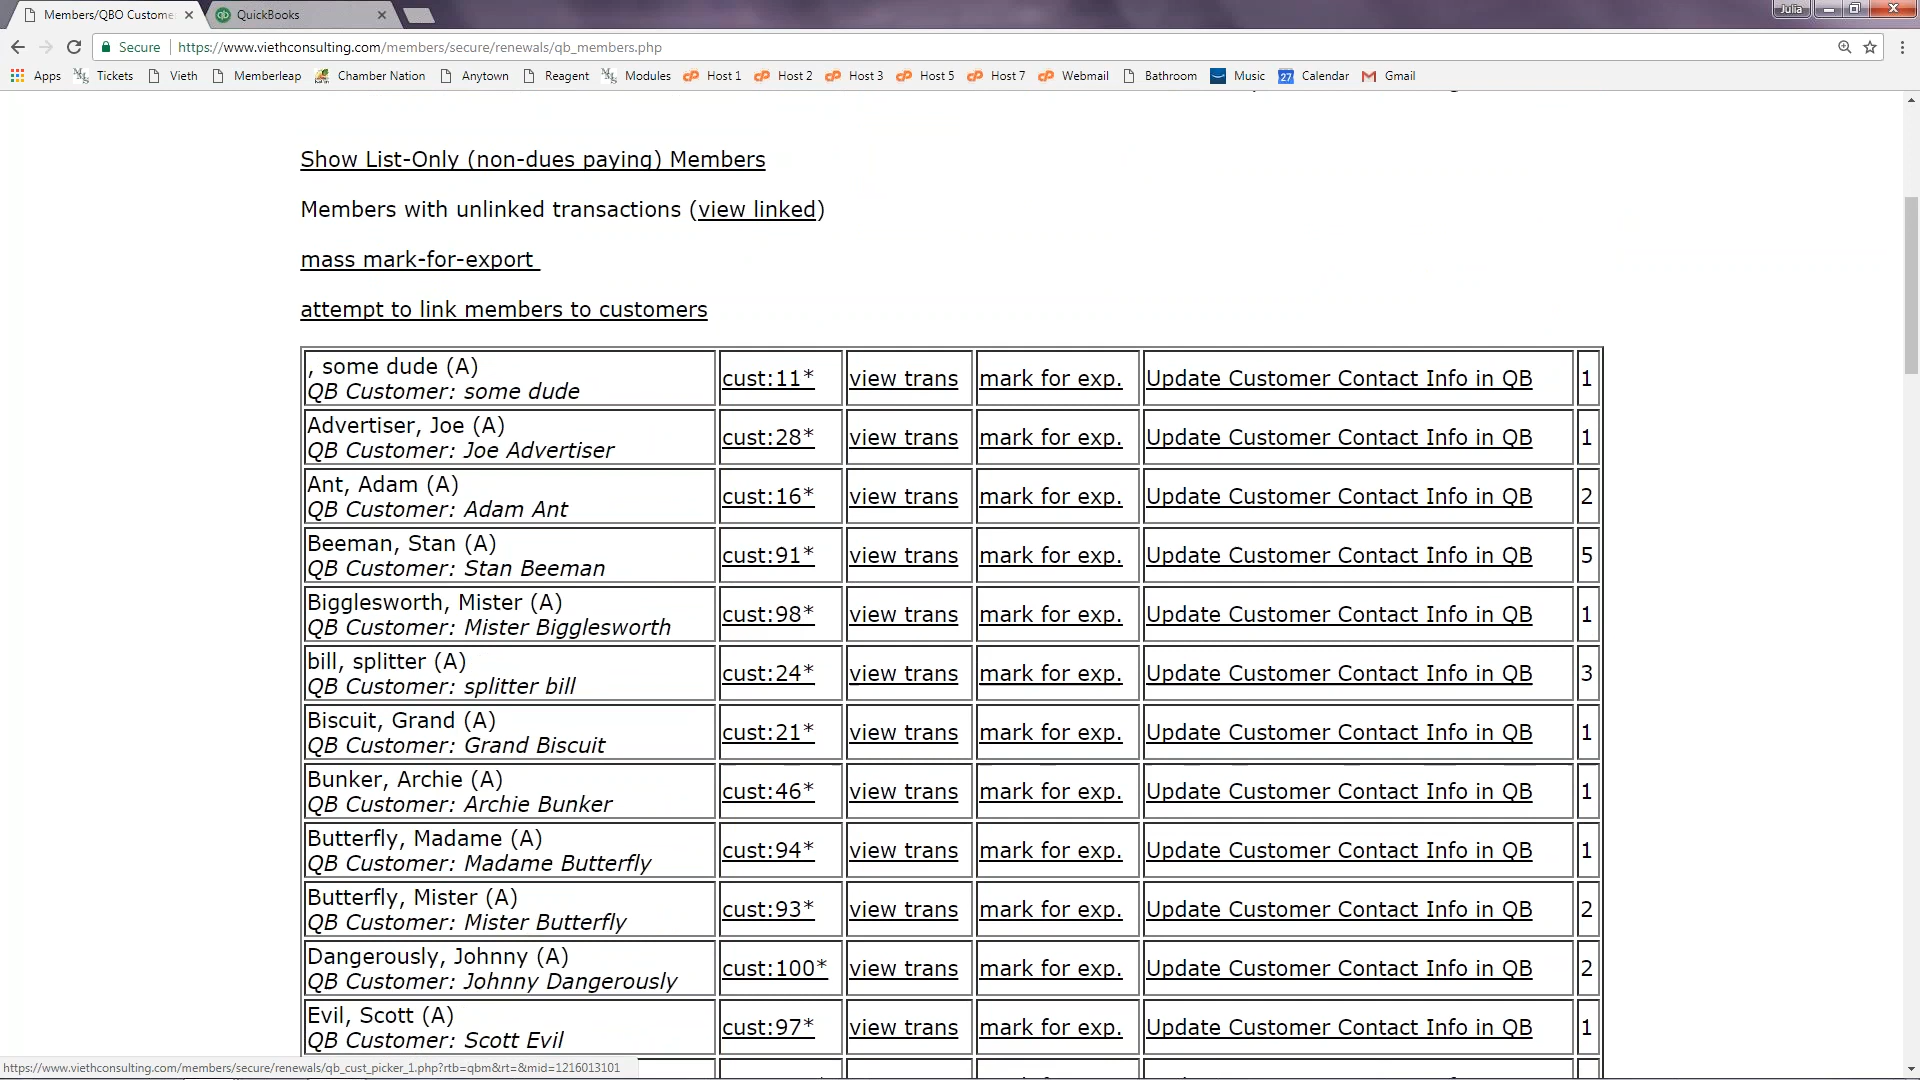 Members/QBO Custome
QuickBooks
Julia
Secure
https://www.viethconsulting.com/members/secure/renewals/qb_members.php
Apps
Tickets
Vieth
Memberleap
Chamber Nation
Anytown
Reagent
Modules
Host 1
Host 2
Host 3
Host 5
Host 7
Webmail
Bathroom
Music
27 Calendar
Gmail
Show List-Only (non-dues paying) Members
Members with unlinked transactions (view linked)
mass mark-for-export
attempt to link members to customers
, some dude (A)
QB Customer: some dude
cust:11* view trans mark for exp. Update Customer Contact Info in QB 1
Advertiser, Joe (A)
QB Customer: Joe Advertiser
cust:28* view trans mark for exp. Update Customer Contact Info in QB 1
Ant, Adam (A)
QB Customer: Adam Ant
cust:16* view trans mark for exp. Update Customer Contact Info in QB 2
Beeman, Stan (A)
QB Customer: Stan Beeman
cust:91* view trans mark for exp. Update Customer Contact Info in QB 5
Bigglesworth, Mister (A)
QB Customer: Mister Bigglesworth
cust:98* view trans mark for exp. Update Customer Contact Info in QB 1
bill, splitter (A)
QB Customer: splitter bill
cust:24* view trans mark for exp. Update Customer Contact Info in QB 3
Biscuit, Grand (A)
QB Customer: Grand Biscuit
cust:21* view trans mark for exp. Update Customer Contact Info in QB 1
Bunker, Archie (A)
QB Customer: Archie Bunker
cust:46* view trans mark for exp. Update Customer Contact Info in QB 1
Butterfly, Madame (A)
QB Customer: Madame Butterfly
cust:94* view trans mark for exp. Update Customer Contact Info in QB 1
Butterfly, Mister (A)
QB Customer: Mister Butterfly
cust:93* view trans mark for exp. Update Customer Contact Info in QB 2
Dangerously, Johnny (A)
QB Customer: Johnny Dangerously
cust:100* view trans mark for exp. Update Customer Contact Info in QB 2
Evil, Scott (A)
QB Customer: Scott Evil
cust:97* view trans mark for exp. Update Customer Contact Info in QB 1
https://www.viethconsulting.com/members/secure/renewals/qb_cust_picker_1.php?rtb=qbm&rt=&mid=1216013101